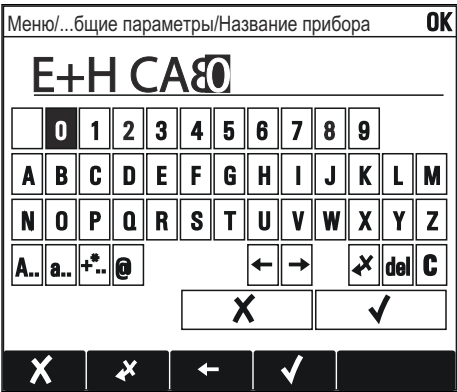 Меню/...бщие параметры/Название прибора OK
E+H CA80
0 1 2 3 4 5 6 7 8 9
A B C D E F G H I J K L M
N O P Q R S T U V W X Y Z
A.. a.. +*.. @ ← → ↶x del C
✗ ✓
✗ ↶x ← ✓